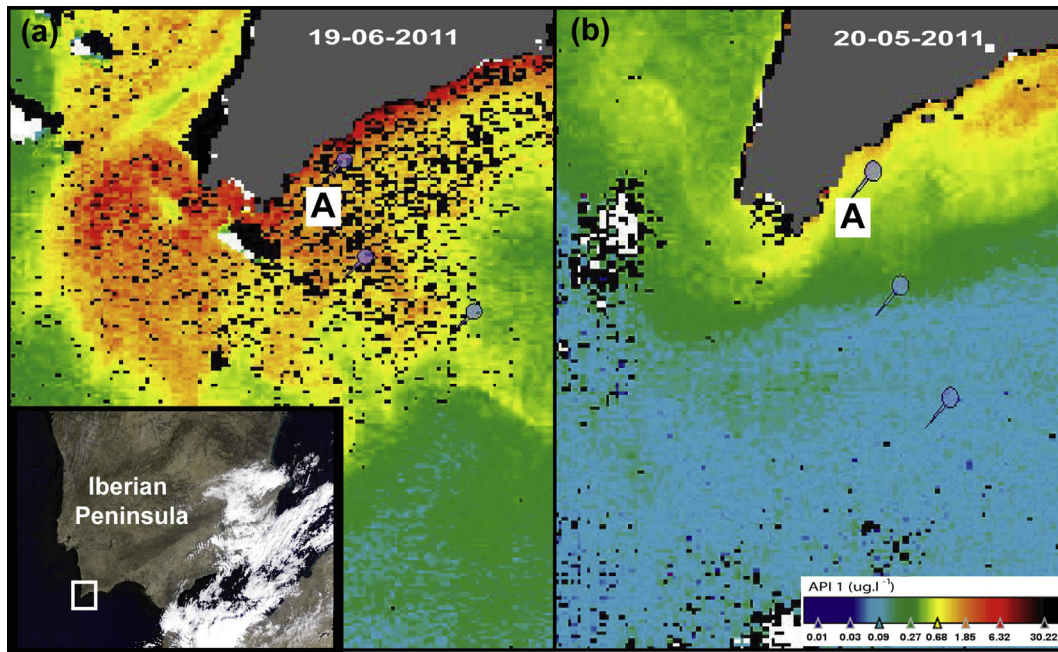 (a)
19-06-2011
A
Iberian
Peninsula
(b)
20-05-2011
A
API 1 (ug.l⁻¹)
0.01 0.03 0.09 0.27 0.68 1.85 6.32 30.22